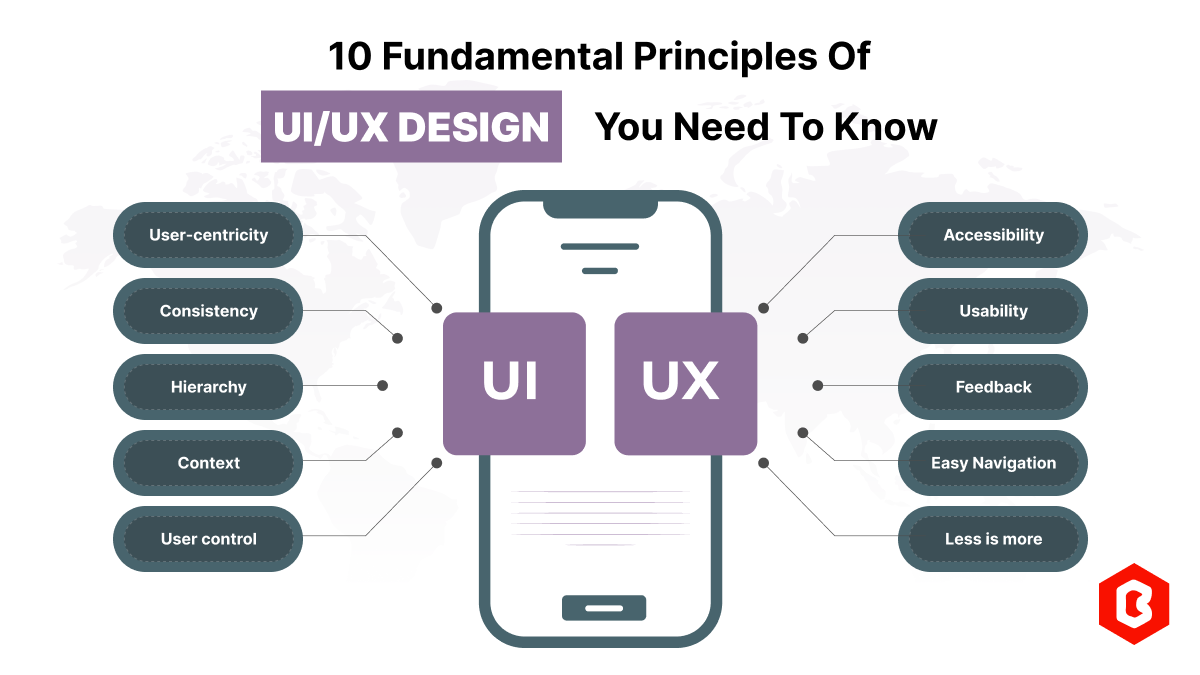 10 Fundamental Principles Of
UI/UX DESIGN You Need To Know
User-centricity
Consistency
Hierarchy
Context
User control
UI
UX
Accessibility
Usability
Feedback
Easy Navigation
Less is more